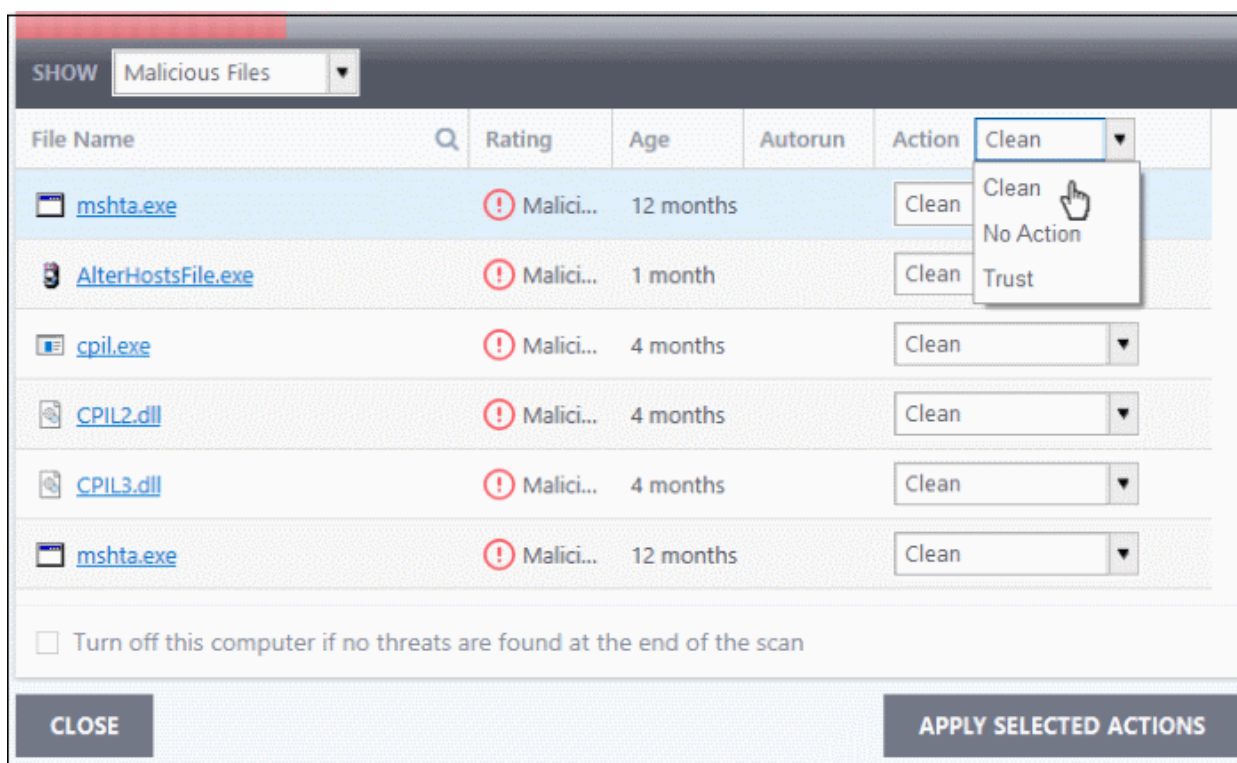 SHOW Malicious Files
File Name Rating Age Autorun Action Clean
mshta.exe Malici... 12 months Clean
Clean
No Action
AlterHostsFile.exe Malici... 1 month Clean
Trust
cpil.exe Malici... 4 months Clean
CPIL2.dll Malici... 4 months Clean
CPIL3.dll Malici... 4 months Clean
mshta.exe Malici... 12 months Clean
Turn off this computer if no threats are found at the end of the scan
CLOSE APPLY SELECTED ACTIONS